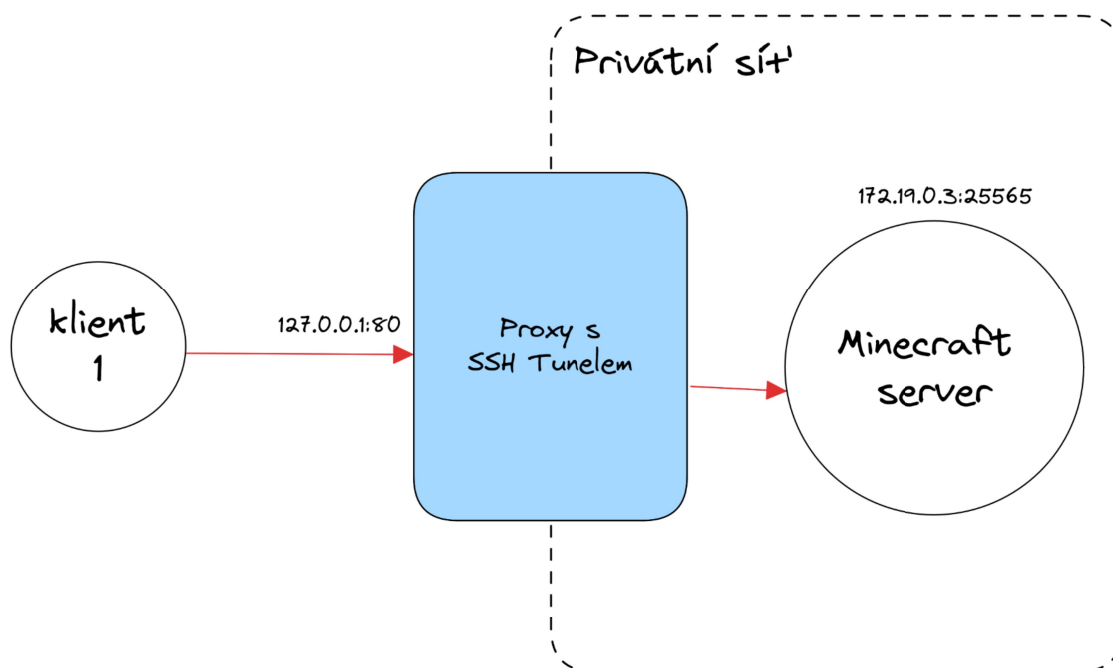 Privátní síť
172.19.0.3:25565
klient
1
127.0.0.1:80
Proxy s
SSH Tunelem
Minecraft
server